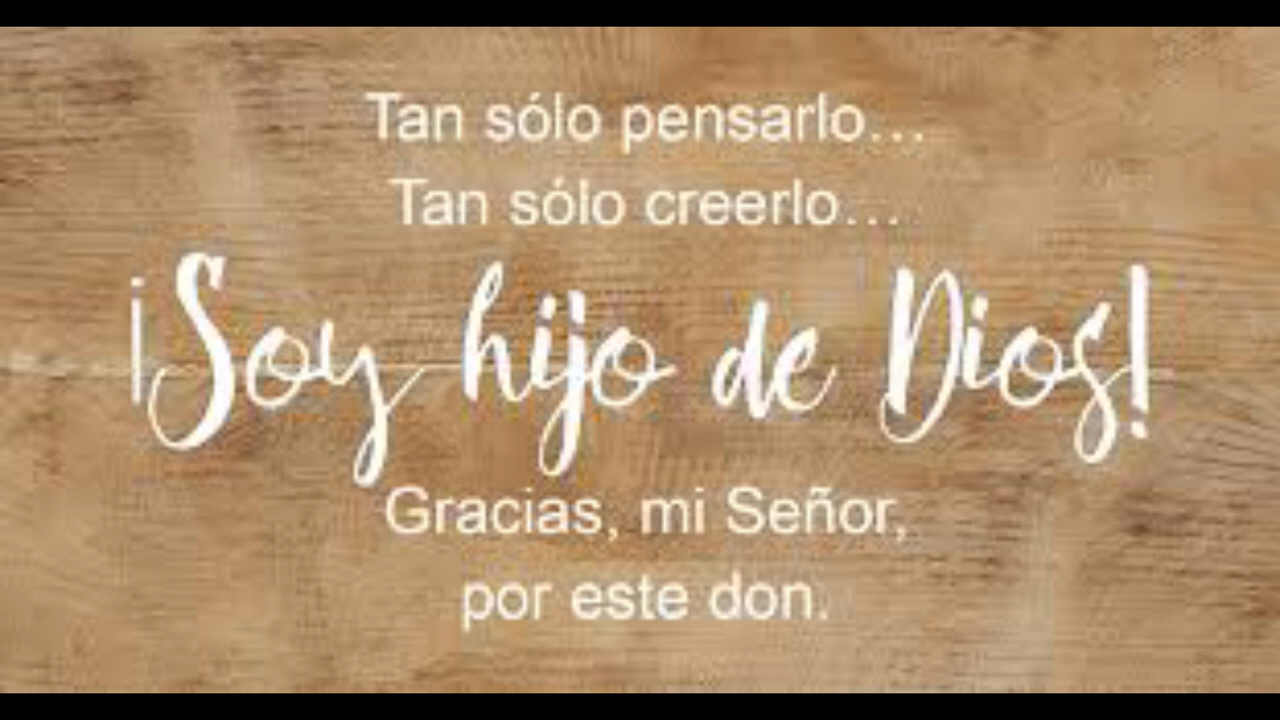 Tan sólo pensarlo...
Tan sólo creerlo...
¡Soy hijo de Dios!
Gracias, mi Señor,
por este don.